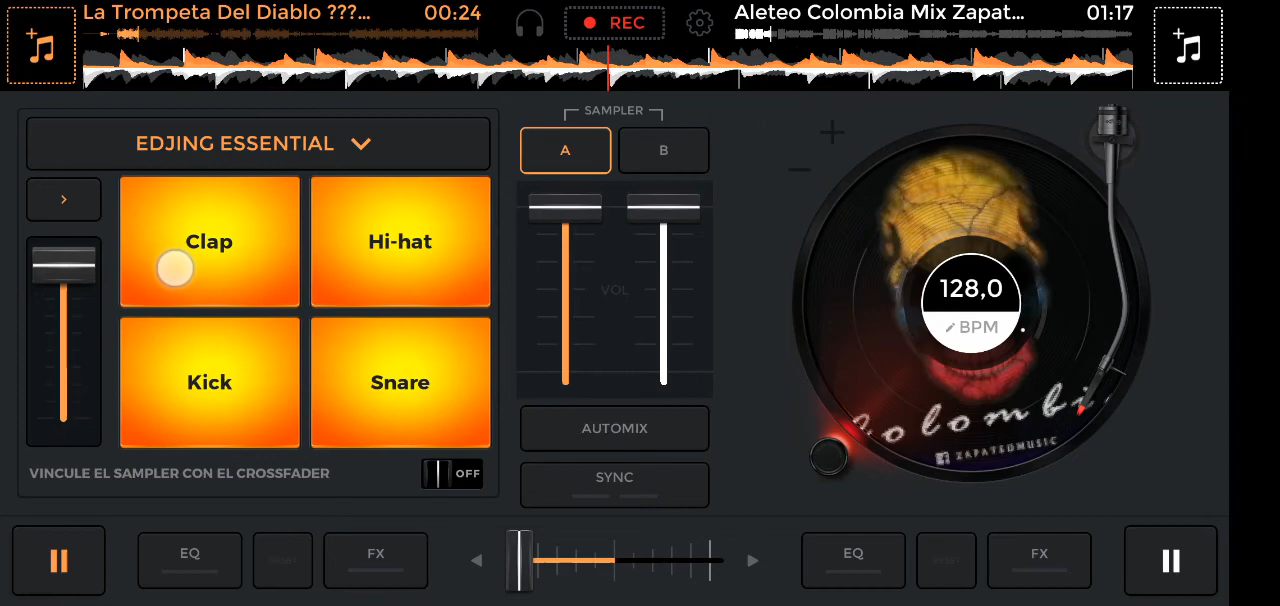 La Trompeta Del Diablo ???...
00:24
REC
Aleteo Colombia Mix Zapat...
01:17
EDJING ESSENTIAL
SAMPLER
A
B
Clap
Hi-hat
Kick
Snare
VOL
128,0
BPM
Colombi
ZAPATEOMUSIC
AUTOMIX
SYNC
VINCULE EL SAMPLER CON EL CROSSFADER
OFF
EQ
FX
EQ
FX